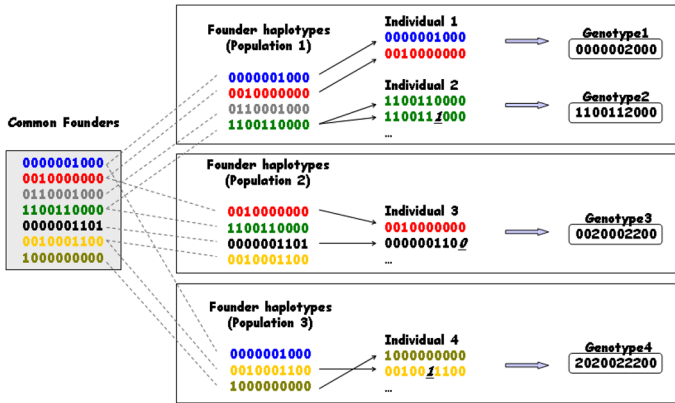 Common Founders
0000001000
0010000000
0110001000
1100110000
0000001101
0010001100
1000000000
Founder haplotypes
(Population 1)
0000001000
0010000000
0110001000
1100110000
Individual 1
0000001000
0010000000
Individual 2
1100110000
1100111000
...
Genotype1
0000002000
Genotype2
1100112000
Founder haplotypes
(Population 2)
0010000000
1100110000
0000001101
0010001100
Individual 3
0010000000
0000001100
...
Genotype3
0020002200
Founder haplotypes
(Population 3)
0000001000
0010001100
1000000000
Individual 4
1000000000
0010011100
...
Genotype4
2020022200